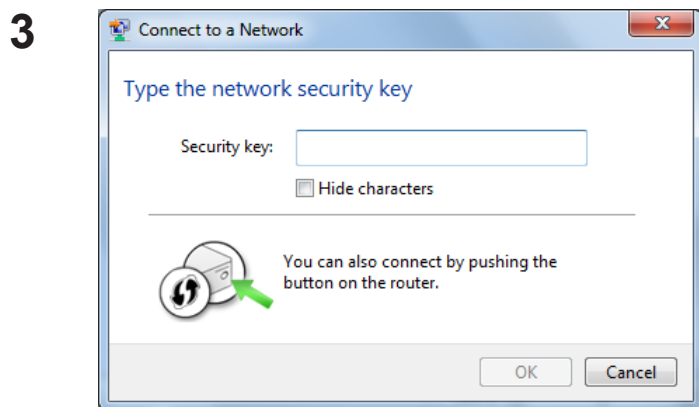 3
Connect to a Network
Type the network security key
Security key:
Hide characters
You can also connect by pushing the
button on the router.
OK
Cancel